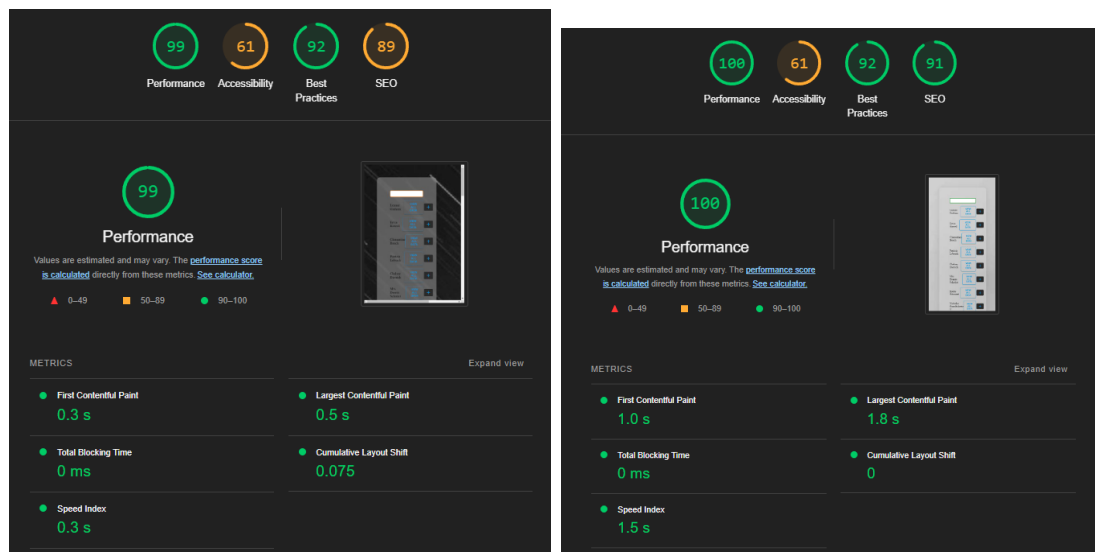 99
61
92
89
Performance
Accessibility
Best
Practices
SEO
99
Performance
Values are estimated and may vary. The performance score
is calculated directly from these metrics. See calculator.
0–49
50–89
90–100
METRICS
Expand view
First Contentful Paint
0.3 s
Largest Contentful Paint
0.5 s
Total Blocking Time
0 ms
Cumulative Layout Shift
0.075
Speed Index
0.3 s
100
61
92
91
Performance
Accessibility
Best
Practices
SEO
100
Performance
Values are estimated and may vary. The performance score
is calculated directly from these metrics. See calculator.
0–49
50–89
90–100
METRICS
Expand view
First Contentful Paint
1.0 s
Largest Contentful Paint
1.8 s
Total Blocking Time
0 ms
Cumulative Layout Shift
0
Speed Index
1.5 s